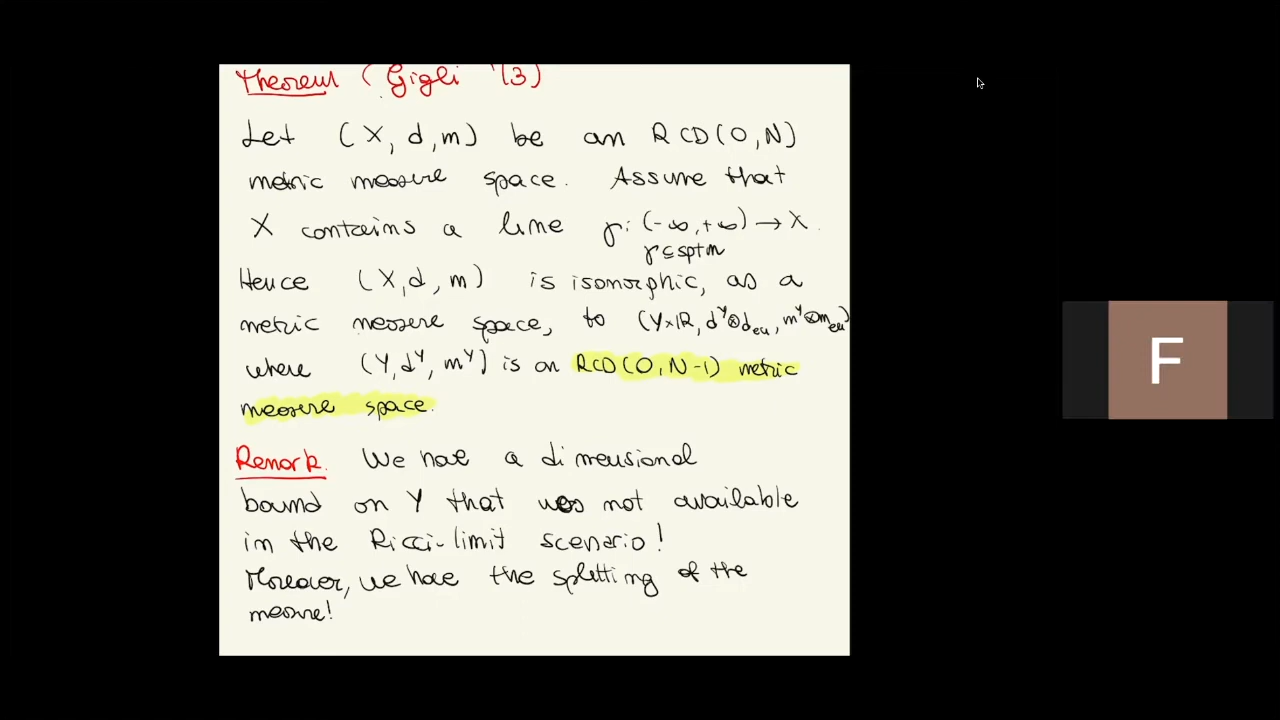 Theorem (Gigli '13)
Let (X, d, m) be an RCD(0, N)
metric measure space. Assume that
X contains a line γ: (-∞, +∞) → X.
γ ⊆ spt m
Hence (X, d, m) is isomorphic, as a
metric measure space, to (Y×ℝ, d^Y⊗d_eu, m^Y⊗m_eu)
where (Y, d^Y, m^Y) is an RCD(0, N-1) metric
measure space.
Remark. We have a dimensional
bound on Y that was not available
in the Ricci-limit scenario!
Moreover, we have the splitting of the
measure!
F